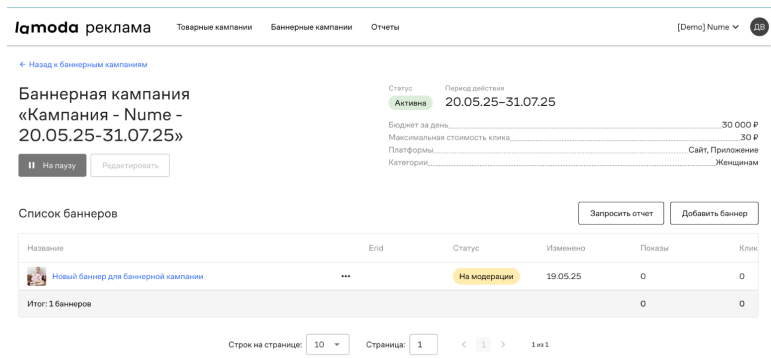 lamoda реклама
Товарные кампании Баннерные кампании Отчеты
[Demo] Nume
ДВ
← Назад к баннерным кампаниям
Баннерная кампания
«Кампания - Nume -
20.05.25-31.07.25»
На паузу
Редактировать
Статус Период действия
Активна 20.05.25–31.07.25
Бюджет за день 30 000 ₽
Максимальная стоимость клика 30 ₽
Платформы Сайт, Приложение
Категории Женщинам
Список баннеров
Запросить отчет
Добавить баннер
Название Erid Статус Изменено Показы Клик
Новый баннер для баннерной кампании ••• На модерации 19.05.25 0 0
Итог: 1 баннеров 0 0
Строк на странице: 10 Страница: 1 < 1 > 1 из 1